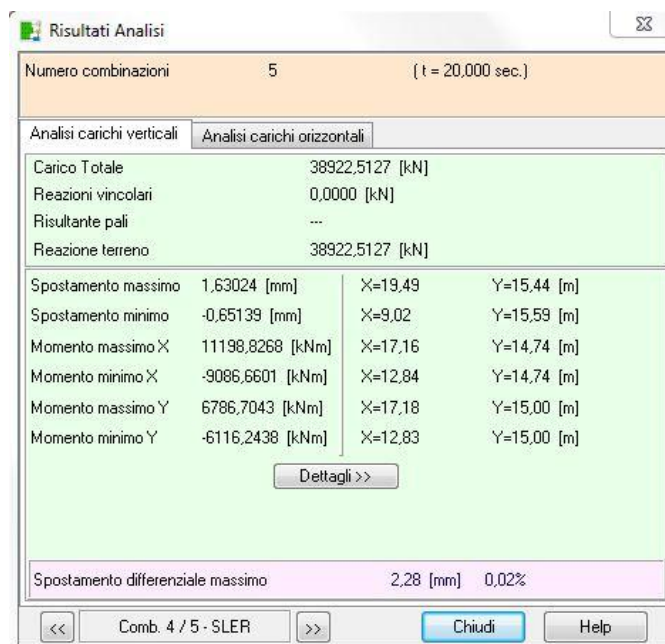 Risultati Analisi
Numero combinazioni 5 ( t = 20,000 sec.)
Analisi carichi verticali Analisi carichi orizzontali
Carico Totale 38922,5127 [kN]
Reazioni vincolari 0,0000 [kN]
Risultante pali ---
Reazione terreno 38922,5127 [kN]
Spostamento massimo 1,63024 [mm] X=19,49 Y=15,44 [m]
Spostamento minimo -0,65139 [mm] X=9,02 Y=15,59 [m]
Momento massimo X 11198,8268 [kNm] X=17,16 Y=14,74 [m]
Momento minimo X -9086,6601 [kNm] X=12,84 Y=14,74 [m]
Momento massimo Y 6786,7043 [kNm] X=17,18 Y=15,00 [m]
Momento minimo Y -6116,2438 [kNm] X=12,83 Y=15,00 [m]
Dettagli >>
Spostamento differenziale massimo 2,28 [mm] 0,02%
<< Comb. 4 / 5 - SLER >> Chiudi Help